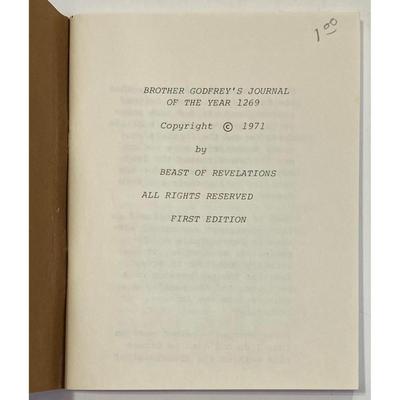 1.00
BROTHER GODFREY'S JOURNAL
OF THE YEAR 1269
Copyright © 1971
by
BEAST OF REVELATIONS
ALL RIGHTS RESERVED
FIRST EDITION